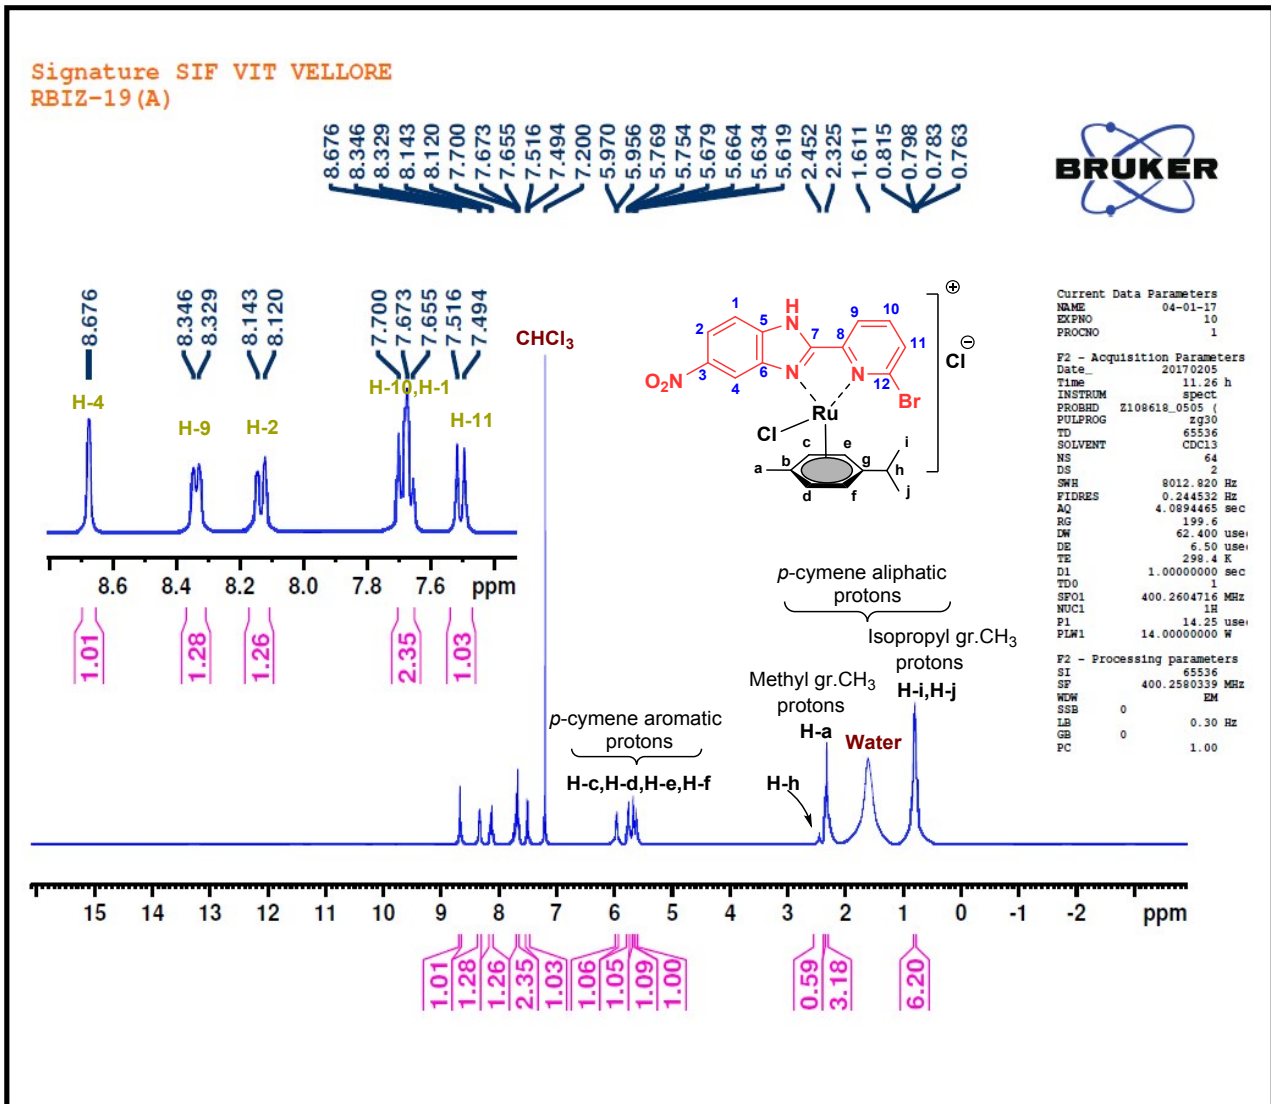 Signature SIF VIT VELLORE
RBIZ-19(A)
8.676
8.346
8.329
8.143
8.120
7.700
7.673
7.655
7.516
7.494
7.200
5.970
5.956
5.769
5.754
5.679
5.664
5.634
5.619
2.452
2.325
1.611
0.815
0.798
0.783
0.763
BRUKER
8.676
8.346
8.329
8.143
8.120
7.700
7.673
7.655
7.516
7.494
H-4
H-9
H-2
H-10,H-1
H-11
CHCl3
8.6 8.4 8.2 8.0 7.8 7.6 ppm
1.01
1.28
1.26
2.35
1.03
1
2
3
4
5
6
7
8
9
10
11
12
H
N
N
N
O2N
Br
Ru
Cl
Cl
⊕
⊖
a
b
c
d
e
f
g
h
i
j
Current Data Parameters
NAME 04-01-17
EXPNO 10
PROCNO 1
F2 - Acquisition Parameters
Date_ 20170205
Time 11.26 h
INSTRUM spect
PROBHD Z108618_0505 (
PULPROG zg30
TD 65536
SOLVENT CDCl3
NS 64
DS 2
SWH 8012.820 Hz
FIDRES 0.244532 Hz
AQ 4.0894465 sec
RG 199.6
DW 62.400 use
DE 6.50 use
TE 298.4 K
D1 1.00000000 sec
TD0 1
SFO1 400.2604716 MHz
NUC1 1H
P1 14.25 use
PLW1 14.00000000 W
F2 - Processing parameters
SI 65536
SF 400.2580339 MHz
WDW EM
SSB 0
LB 0.30 Hz
GB 0
PC 1.00
p-cymene aliphatic
protons
Isopropyl gr.CH3
protons
H-i,H-j
Methyl gr.CH3
protons
H-a
Water
p-cymene aromatic
protons
H-c,H-d,H-e,H-f
H-h
15 14 13 12 11 10 9 8 7 6 5 4 3 2 1 0 -1 -2 ppm
1.01
1.28
1.26
2.35
1.03
1.06
1.05
1.09
1.00
0.59
3.18
6.20